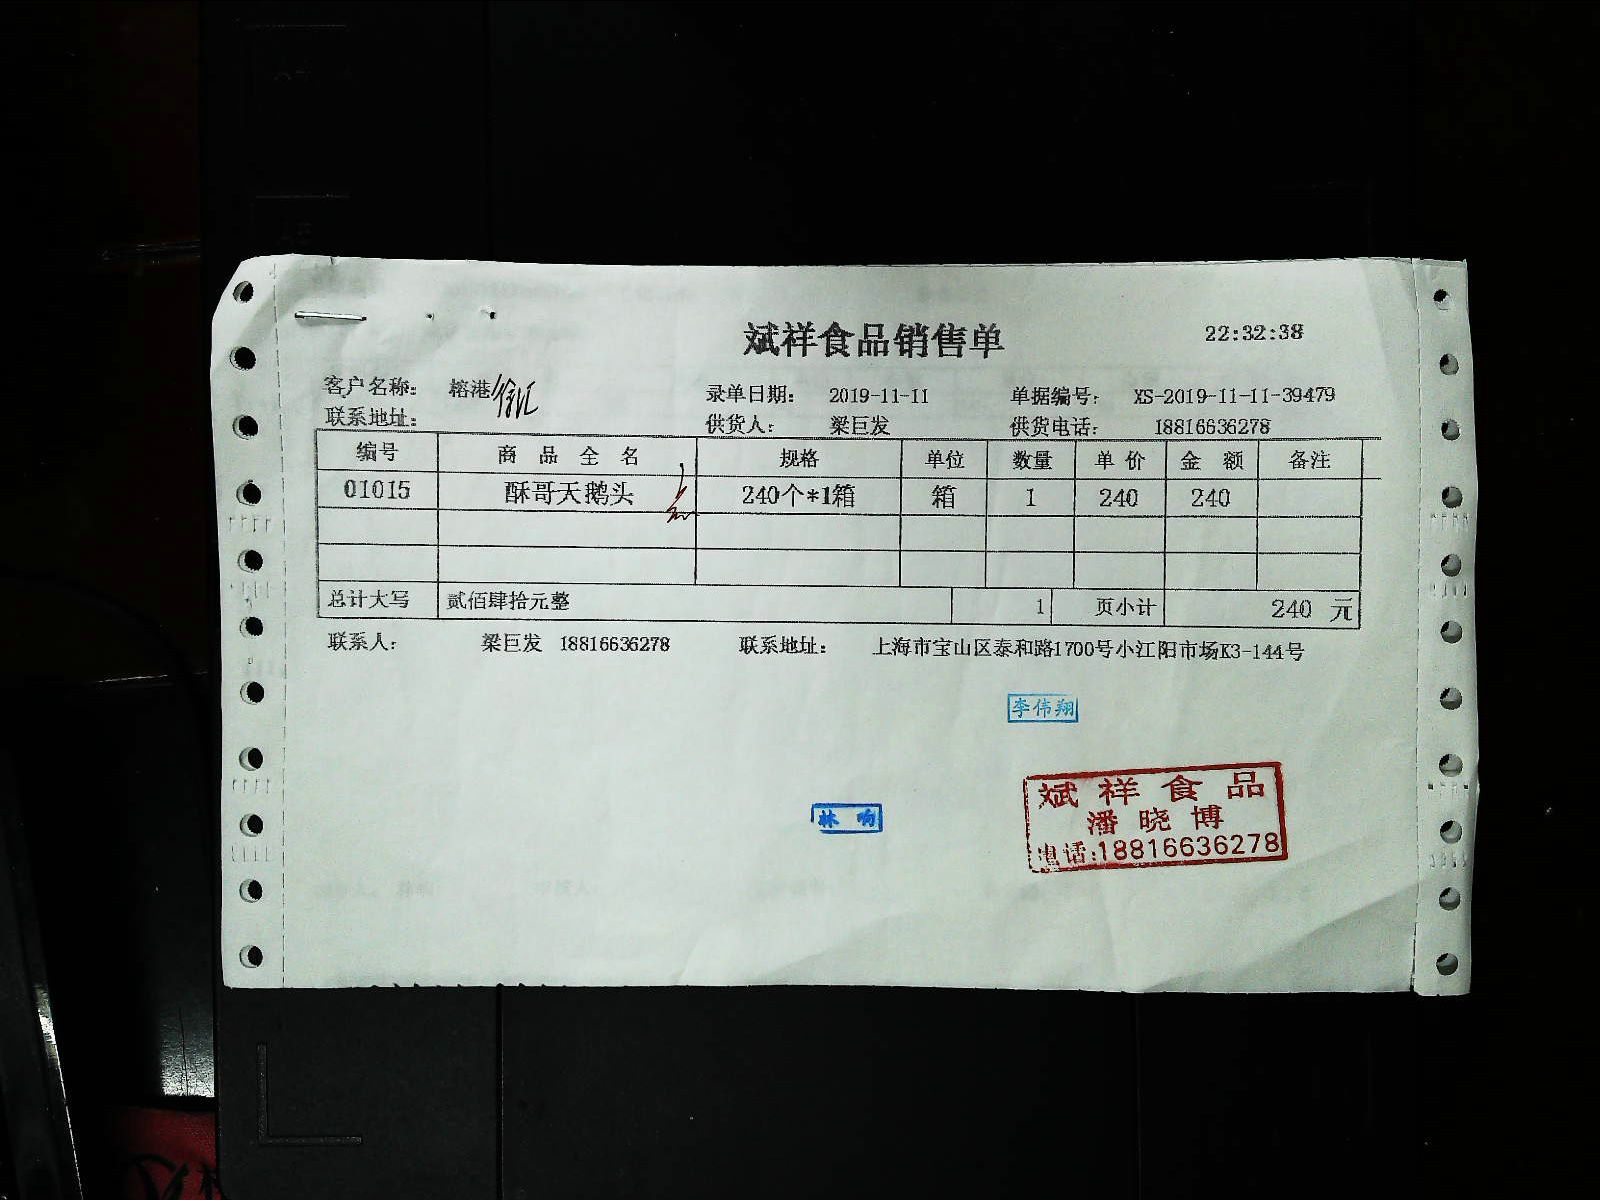 斌祥食品销售单 22:32:38
客户名称： 榕港徐汇 录单日期： 2019-11-11 单据编号： XS-2019-11-11-39479
联系地址： 供货人： 梁巨发 供货电话： 18816636278
编号 商品全名 规格 单位 数量 单价 金额 备注
01015 酥哥天鹅头 240个*1箱 箱 1 240 240
总计大写 贰佰肆拾元整 1 页小计 240 元
联系人： 梁巨发 18816636278 联系地址： 上海市宝山区泰和路1700号小江阳市场K3-144号
李伟翔
斌祥食品
林响
潘晓博
电话:18816636278